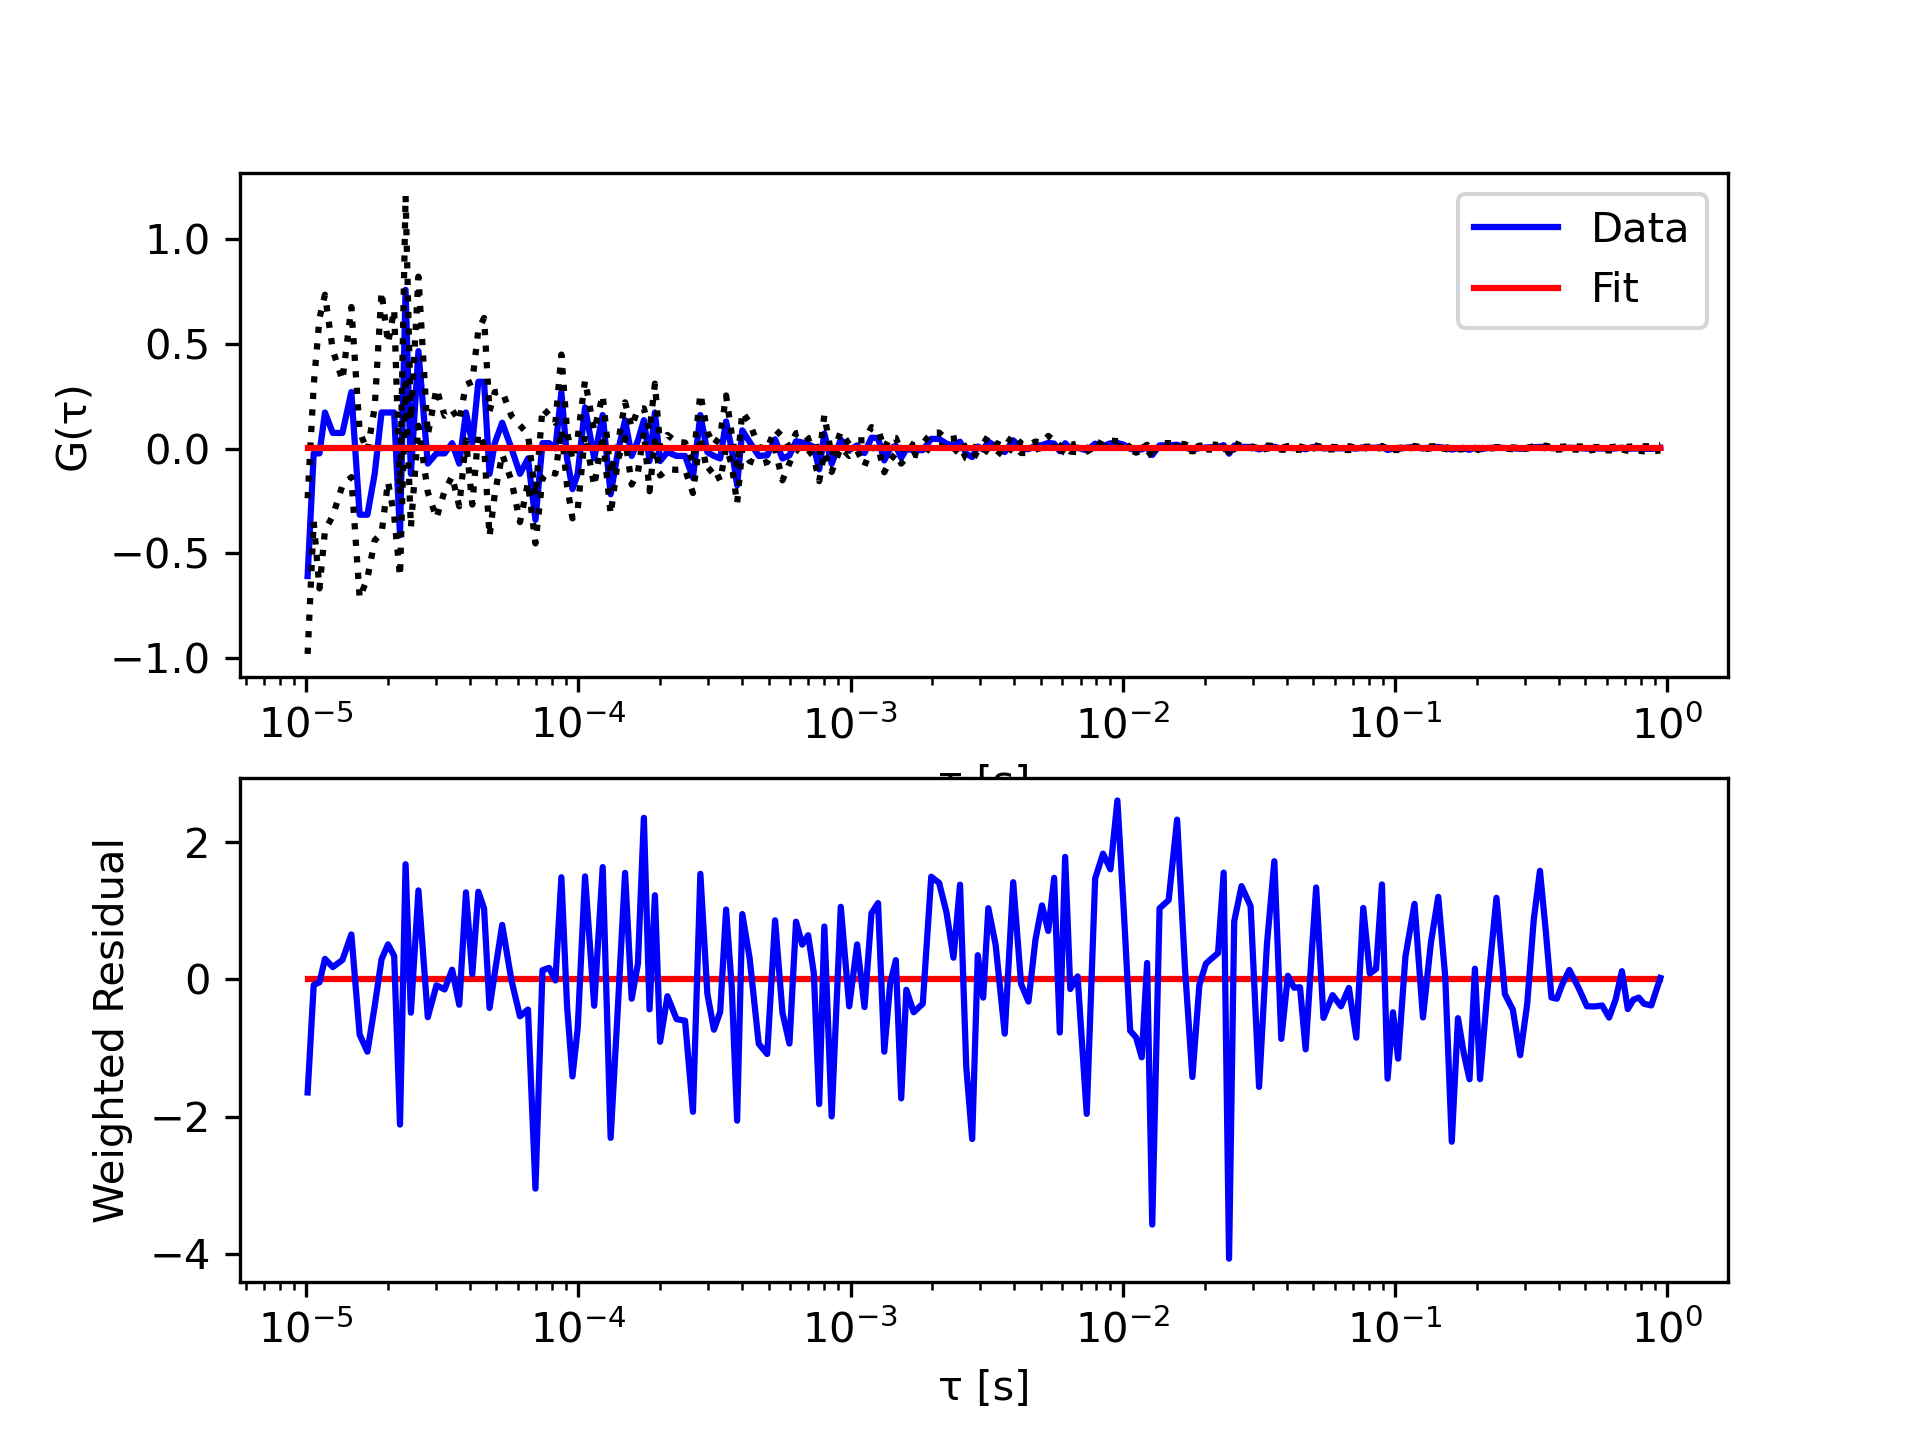 G(τ)
1.0
0.5
0.0
−0.5
−1.0
Data
Fit
10⁻⁵ 10⁻⁴ 10⁻³ 10⁻² 10⁻¹ 10⁰
τ [s]
Weighted Residual
2
0
−2
−4
10⁻⁵ 10⁻⁴ 10⁻³ 10⁻² 10⁻¹ 10⁰
τ [s]